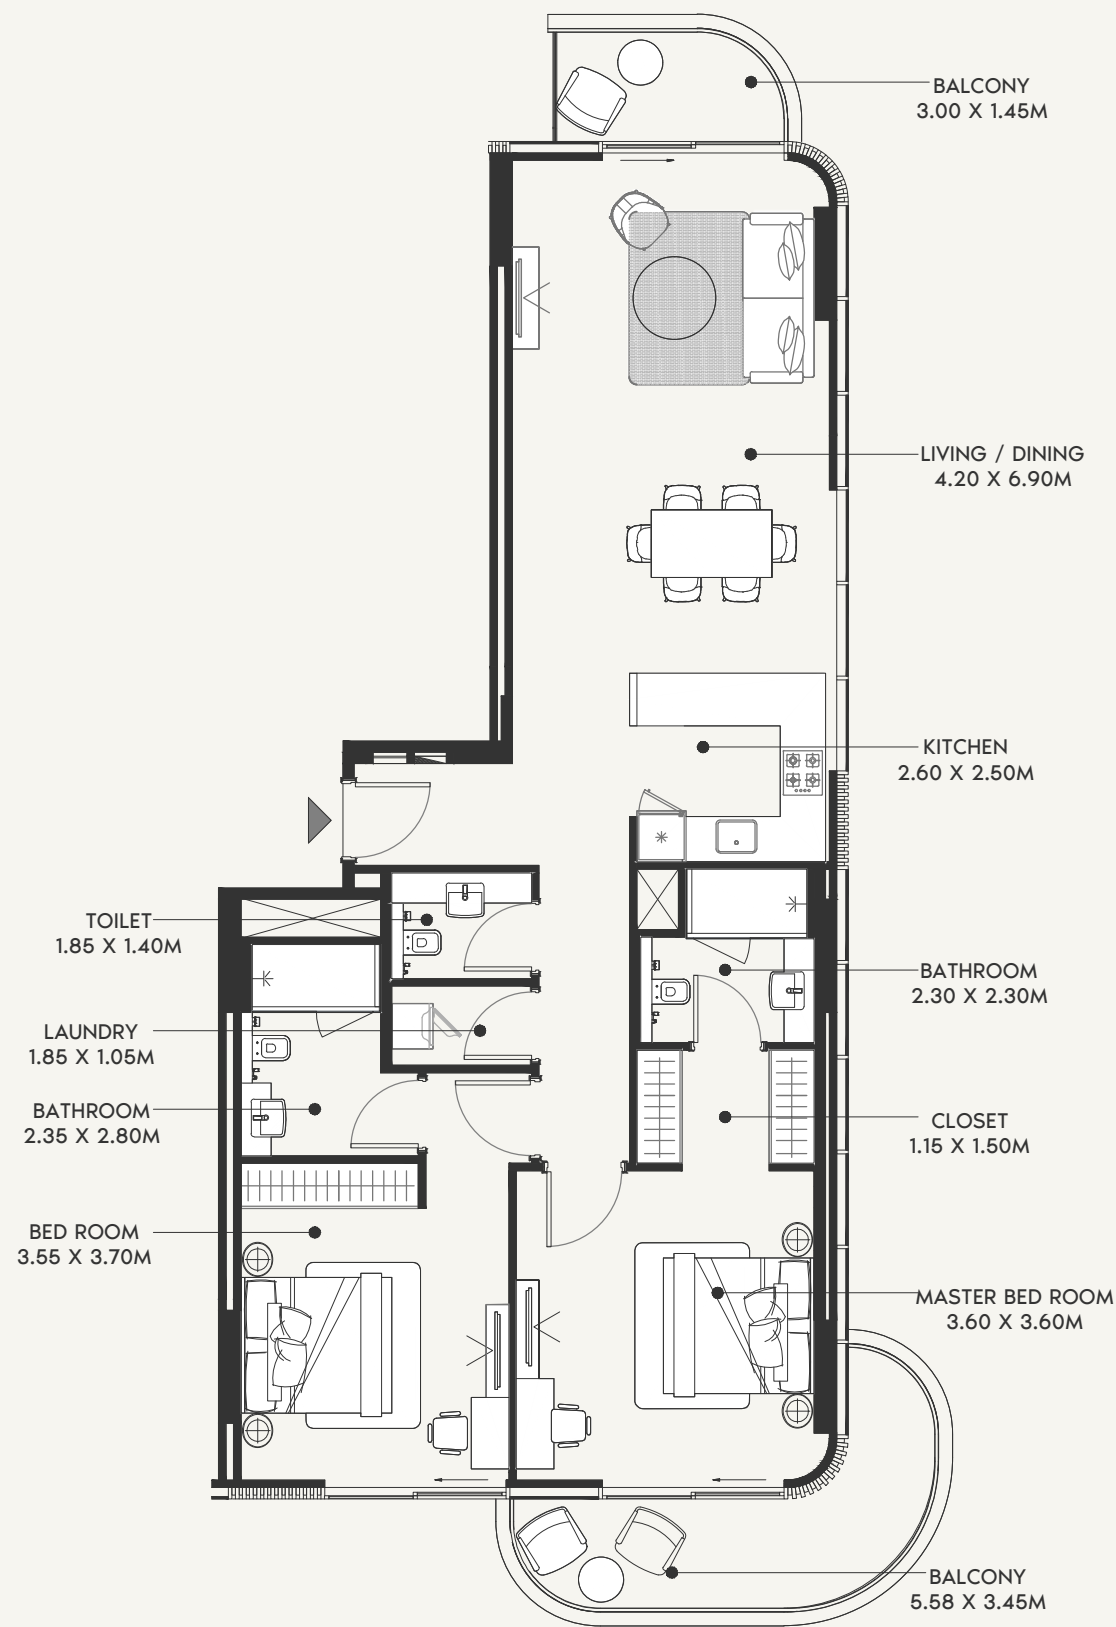 BALCONY
3.00 X 1.45M
LIVING / DINING
4.20 X 6.90M
KITCHEN
2.60 X 2.50M
TOILET
1.85 X 1.40M
BATHROOM
2.30 X 2.30M
LAUNDRY
1.85 X 1.05M
BATHROOM
2.35 X 2.80M
CLOSET
1.15 X 1.50M
BED ROOM
3.55 X 3.70M
MASTER BED ROOM
3.60 X 3.60M
BALCONY
5.58 X 3.45M